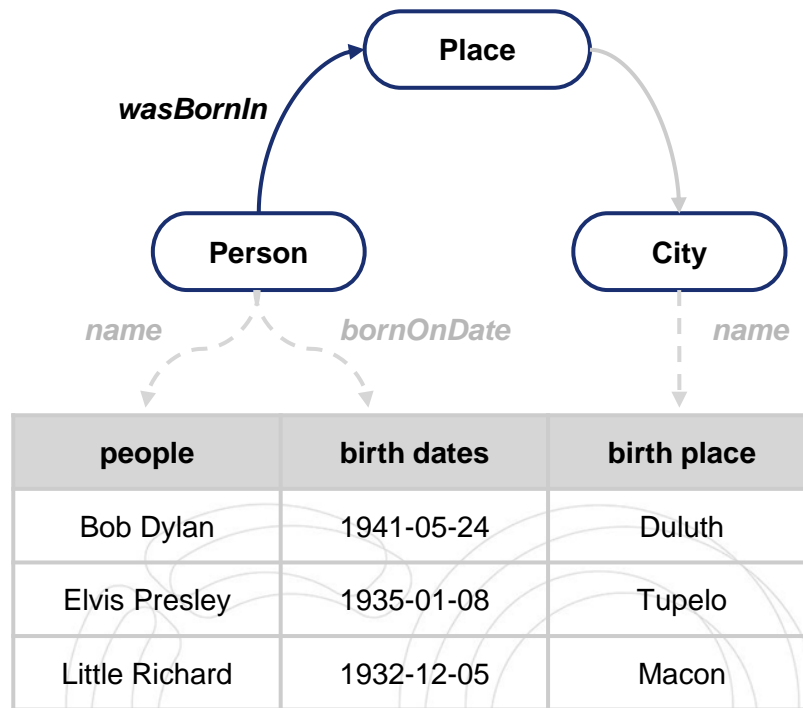 Place
wasBornIn
Person
City
name
bornOnDate
name
people birth dates birth place
Bob Dylan 1941-05-24 Duluth
Elvis Presley 1935-01-08 Tupelo
Little Richard 1932-12-05 Macon